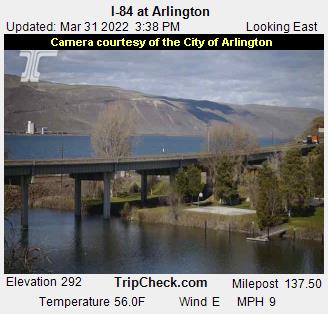 I-84 at Arlington
Updated: Mar 31 2022 3:38 PM Looking East
Camera courtesy of the City of Arlington
Elevation 292 TripCheck.com Milepost 137.50
Temperature 56.0F Wind E MPH 9